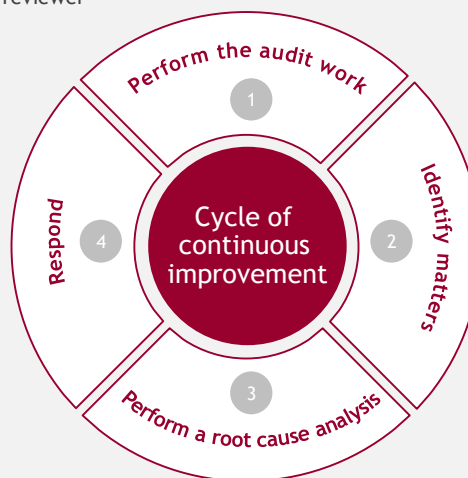 reviewer
Perform the audit work
1
Identify matters
2
Cycle of
continuous
improvement
Respond
4
3
Perform a root cause analysis